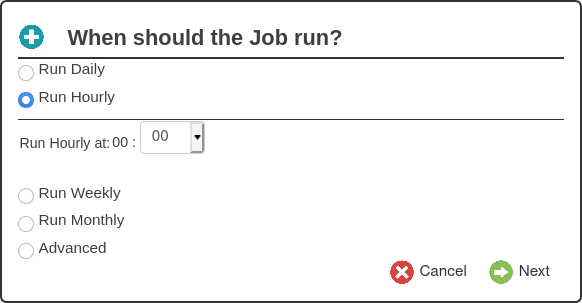 When should the Job run?
Run Daily
Run Hourly
Run Hourly at: 00 : 00
Run Weekly
Run Monthly
Advanced
Cancel Next